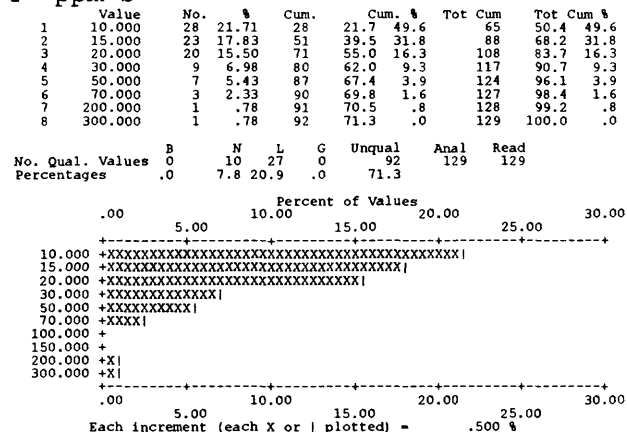 Value No. % Cum. Cum. % Tot Cum Tot Cum %
1 10.000 28 21.71 28 21.7 49.6 65 50.4 49.6
2 15.000 23 17.83 51 39.5 31.8 88 68.2 31.8
3 20.000 20 15.50 71 55.0 16.3 108 83.7 16.3
4 30.000 9 6.98 80 62.0 9.3 117 90.7 9.3
5 50.000 7 5.43 87 67.4 3.9 124 96.1 3.9
6 70.000 3 2.33 90 69.8 1.6 127 98.4 1.6
7 200.000 1 .78 91 70.5 .8 128 99.2 .8
8 300.000 1 .78 92 71.3 .0 129 100.0 .0
B N L G Unqual Anal Read
No. Qual. Values 0 10 27 0 92 129 129
Percentages .0 7.8 20.9 .0 71.3
Percent of Values
.00 10.00 20.00 30.00
5.00 15.00 25.00
+---------+---------+---------+---------+---------+---------+
10.000 +XXXXXXXXXXXXXXXXXXXXXXXXXXXXXXXXXXXXXXXXXX|
15.000 +XXXXXXXXXXXXXXXXXXXXXXXXXXXXXXXXXXX|
20.000 +XXXXXXXXXXXXXXXXXXXXXXXXXXXXXX|
30.000 +XXXXXXXXXXXXX|
50.000 +XXXXXXXXXX|
70.000 +XXXX|
100.000 +
150.000 +
200.000 +X|
300.000 +X|
+---------+---------+---------+---------+---------+---------+
.00 10.00 20.00 30.00
5.00 15.00 25.00
Each increment (each X or | plotted) = .500 %